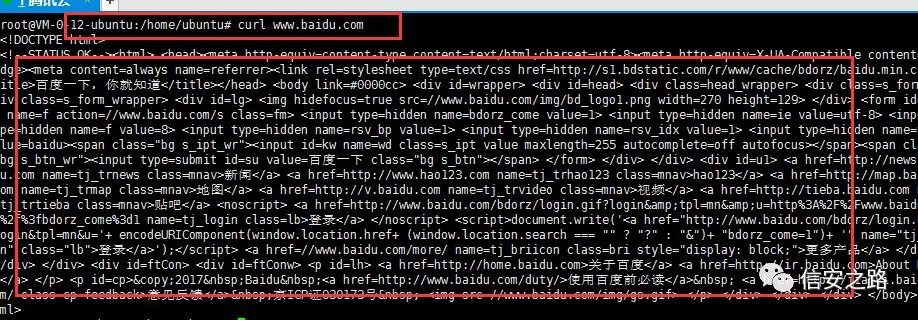 root@VM-0-12-ubuntu:/home/ubuntu# curl www.baidu.com
<!DOCTYPE html>
<!--STATUS OK--><html> <head><meta http-equiv=content-type content=text/html;charset=utf-8><meta http-equiv=X-UA-Compatible content
dge><meta content=always name=referrer><link rel=stylesheet type=text/css href=http://s1.bdstatic.com/r/www/cache/bdorz/baidu.min.c
itle>百度一下, 你就知道</title></head> <body link=#0000cc> <div id=wrapper> <div id=head> <div class=head_wrapper> <div class=s_form
iv class=s_form_wrapper> <div id=lg> <img hidefocus=true src=//www.baidu.com/img/bd_logo1.png width=270 height=129> </div> <form id
name=f action=//www.baidu.com/s class=fm> <input type=hidden name=bdorz_come value=1> <input type=hidden name=ie value=utf-8> <inp
pe=hidden name=f value=8> <input type=hidden name=rsv_bp value=1> <input type=hidden name=rsv_idx value=1> <input type=hidden name=
lue=baidu><span class="bg s_ipt_wr"><input id=kw name=wd class=s_ipt value maxlength=255 autocomplete=off autofocus></span><span cl
bg s_btn_wr"><input type=submit id=su value=百度一下 class="bg s_btn"></span> </form> </div> </div> <div id=u1> <a href=http://news
u.com name=tj_trnews class=mnav>新闻</a> <a href=http://www.hao123.com name=tj_trhao123 class=mnav>hao123</a> <a href=http://map.ba
om name=tj_trmap class=mnav>地图</a> <a href=http://v.baidu.com name=tj_trvideo class=mnav>视频</a> <a href=http://tieba.baidu.com
tj_trtieba class=mnav>贴吧</a> <noscript> <a href=http://www.baidu.com/bdorz/login.gif?login&amp;tpl=mn&amp;u=http%3A%2F%2Fwww.baid
%2f%3fbdorz_come%3d1 name=tj_login class=lb>登录</a> </noscript> <script>document.write('<a href="http://www.baidu.com/bdorz/login.
login&tpl=mn&u='+ encodeURIComponent(window.location.href+ (window.location.search === "" ? "?" : "&")+ "bdorz_come=1")+ '" name="tj
n" class="lb">登录</a>');</script> <a href=//www.baidu.com/more/ name=tj_briicon class=bri style="display: block;">更多产品</a> </
/div> </div> <div id=ftCon> <div id=ftConw> <p id=lh> <a href=http://home.baidu.com>关于百度</a> <a href=http://ir.baidu.com>About
</a> </p> <p id=cp>&copy;2017&nbsp;Baidu&nbsp;<a href=http://www.baidu.com/duty/>使用百度前必读</a>&nbsp; <a
m/ class=cp-feedback>意见反馈</a>&nbsp;京ICP证030173号&nbsp; <img src=//www.baidu.com/img/gs.gif> </p> </div> </div> </div> </body>
ml>
信安之路